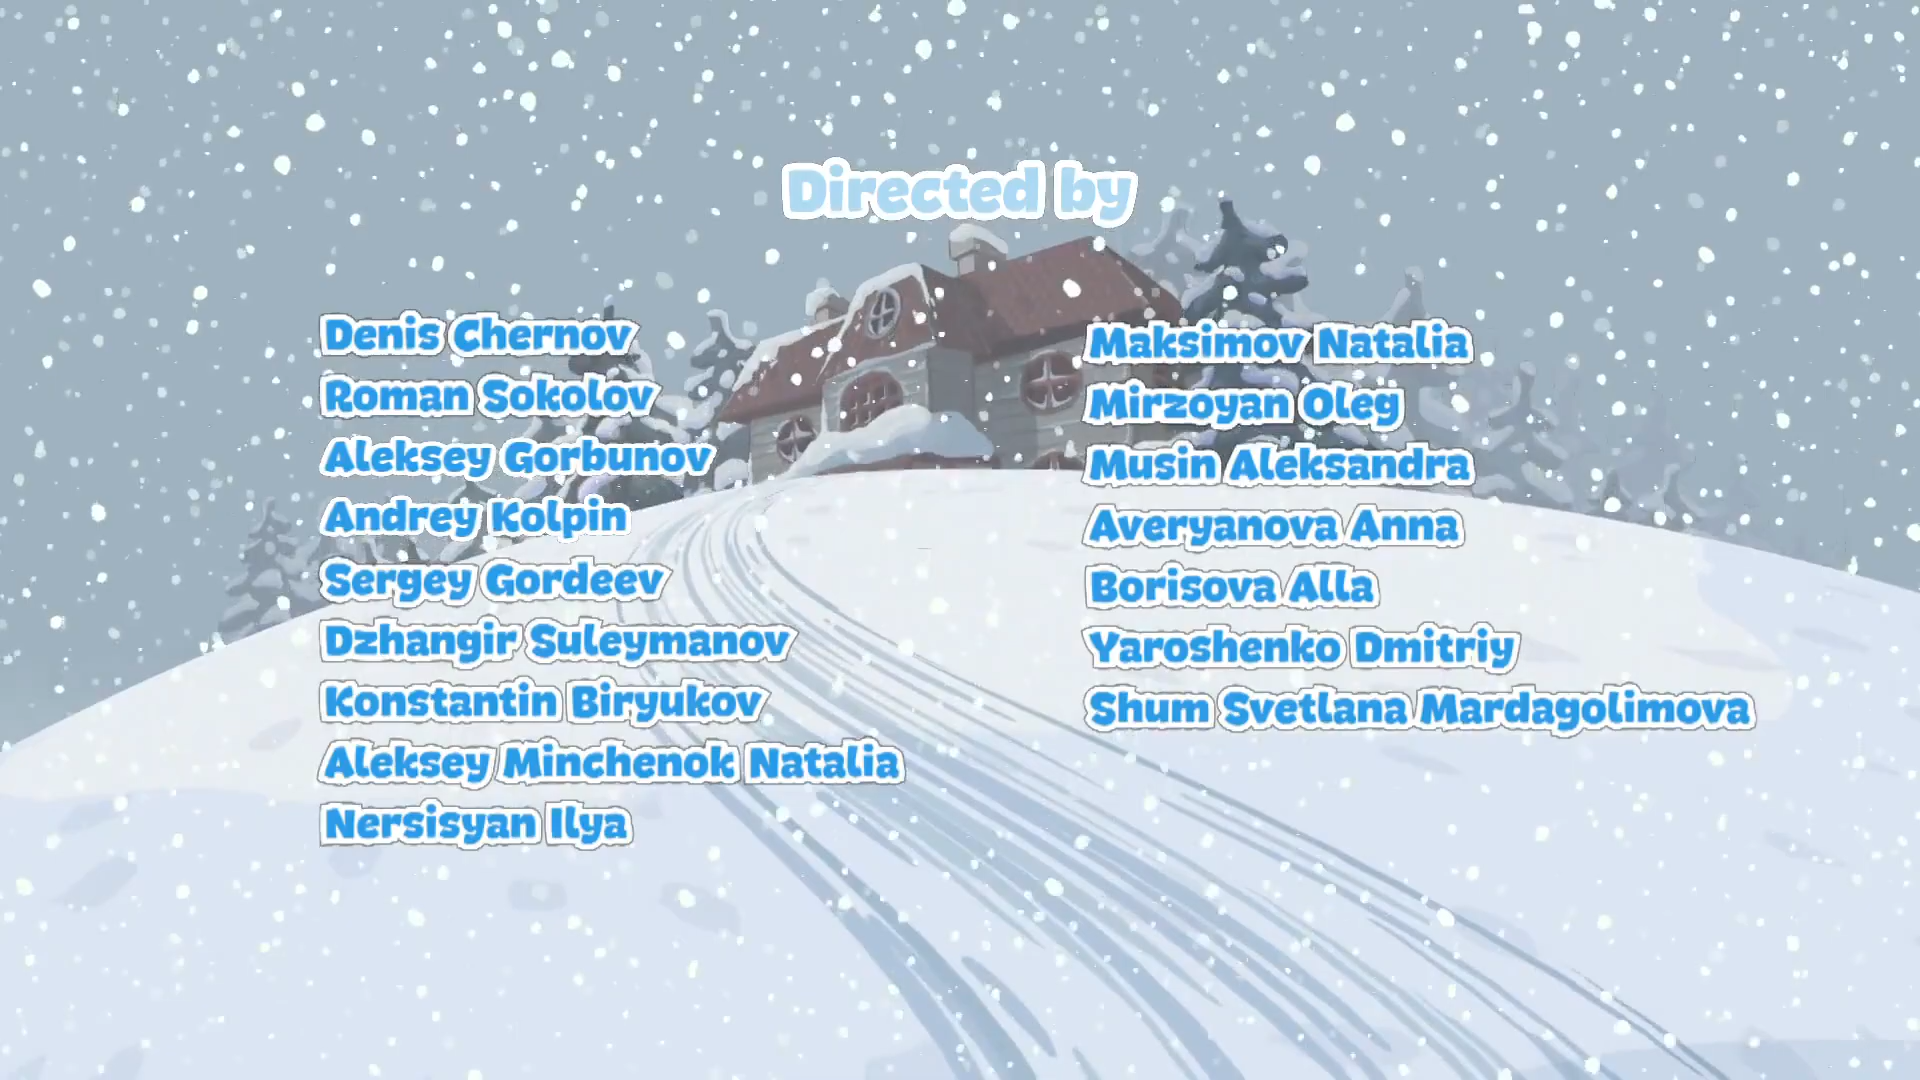 Directed by
Denis Chernov
Roman Sokolov
Aleksey Gorbunov
Andrey Kolpin
Sergey Gordeev
Dzhangir Suleymanov
Konstantin Biryukov
Aleksey Minchenok Natalia
Nersisyan Ilya
Maksimov Natalia
Mirzoyan Oleg
Musin Aleksandra
Averyanova Anna
Borisova Alla
Yaroshenko Dmitriy
Shum Svetlana Mardagolimova